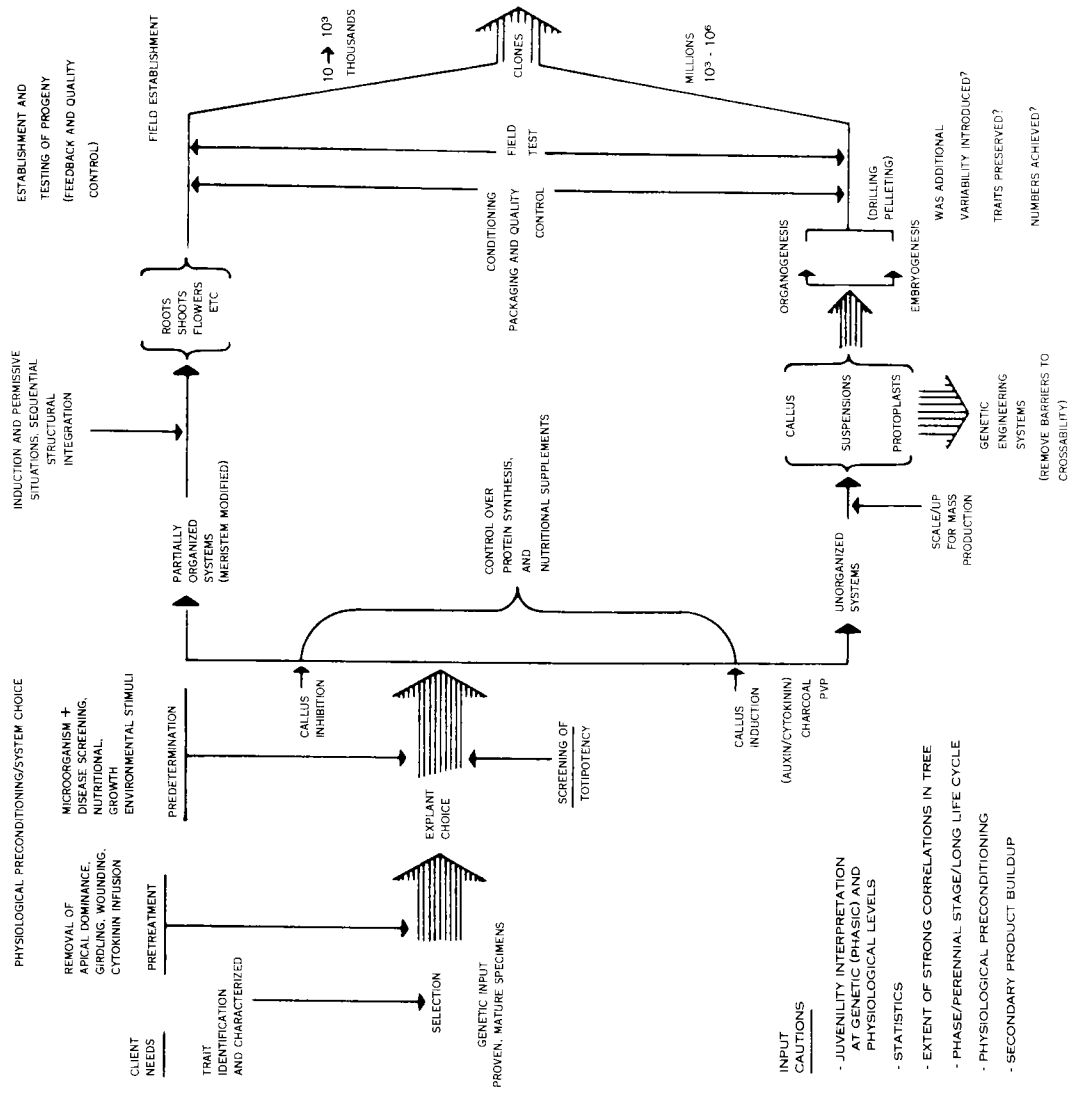 PHYSIOLOGICAL PRECONDITIONING/SYSTEM CHOICE
INDUCTION AND PERMISSIVE
SITUATIONS, SEQUENTIAL
STRUCTURAL
INTEGRATION
ESTABLISHMENT AND
TESTING OF PROGENY
(FEEDBACK AND QUALITY
CONTROL)
CLIENT
NEEDS
REMOVAL OF
APICAL DOMINANCE,
GIRDLING, WOUNDING,
CYTOKININ INFUSION
PRETREATMENT
MICROORGANISM +
DISEASE SCREENING,
NUTRITIONAL,
GROWTH
ENVIRONMENTAL STIMULI
PREDETERMINATION
PARTIALLY
ORGANIZED
SYSTEMS
(MERISTEM MODIFIED)
ROOTS
SHOOTS
FLOWERS
ETC
FIELD ESTABLISHMENT
TRAIT
IDENTIFICATION
AND CHARACTERIZED
CALLUS
INHIBITION
10 → 10³
THOUSANDS
SELECTION
GENETIC INPUT
PROVEN, MATURE SPECIMENS
EXPLANT
CHOICE
CONTROL OVER
PROTEIN SYNTHESIS,
AND
NUTRITIONAL SUPPLEMENTS
CONDITIONING
PACKAGING AND QUALITY
CONTROL
FIELD
TEST
CLONES
SCREENING OF
TOTIPOTENCY
MILLIONS
10³ - 10⁶
CALLUS
INDUCTION
(AUXIN/CYTOKININ)
CHARCOAL
PVP
UNORGANIZED
SYSTEMS
SCALE/UP
FOR MASS
PRODUCTION
CALLUS
SUSPENSIONS
PROTOPLASTS
ORGANOGENESIS
EMBRYOGENESIS
(DRILLING
PELLETING)
GENETIC
ENGINEERING
SYSTEMS
(REMOVE BARRIERS TO
CROSSABILITY)
WAS ADDITIONAL
VARIABILITY INTRODUCED?
TRAITS PRESERVED?
NUMBERS ACHIEVED?
INPUT
CAUTIONS
- JUVENILITY INTERPRETATION
AT GENETIC (PHASIC) AND
PHYSIOLOGICAL LEVELS
- STATISTICS
- EXTENT OF STRONG CORRELATIONS IN TREE
- PHASE/PERENNIAL STAGE/LONG LIFE CYCLE
- PHYSIOLOGICAL PRECONDITIONING
- SECONDARY PRODUCT BUILDUP